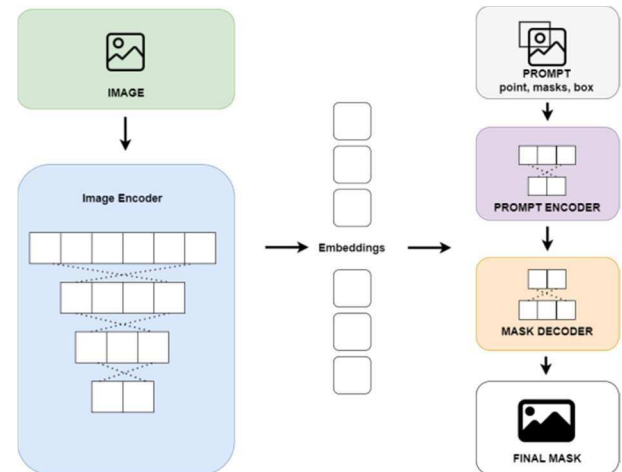 IMAGE
Image Encoder
Embeddings
PROMPT
point, masks, box
PROMPT ENCODER
MASK DECODER
FINAL MASK